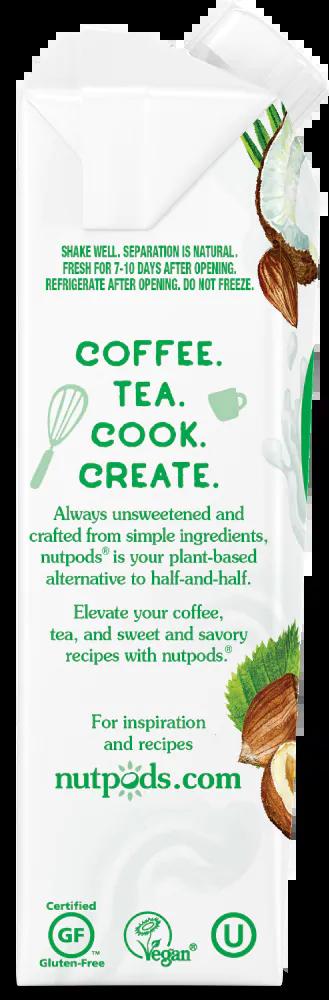 SHAKE WELL. SEPARATION IS NATURAL.
FRESH FOR 7-10 DAYS AFTER OPENING.
REFRIGERATE AFTER OPENING. DO NOT FREEZE.
COFFEE.
TEA.
COOK.
CREATE.
Always unsweetened and
crafted from simple ingredients,
nutpods® is your plant-based
alternative to half-and-half.
Elevate your coffee,
tea, and sweet and savory
recipes with nutpods.®
For inspiration
and recipes
nutpods.com
Certified
GF™
Gluten-Free
Vegan®
U